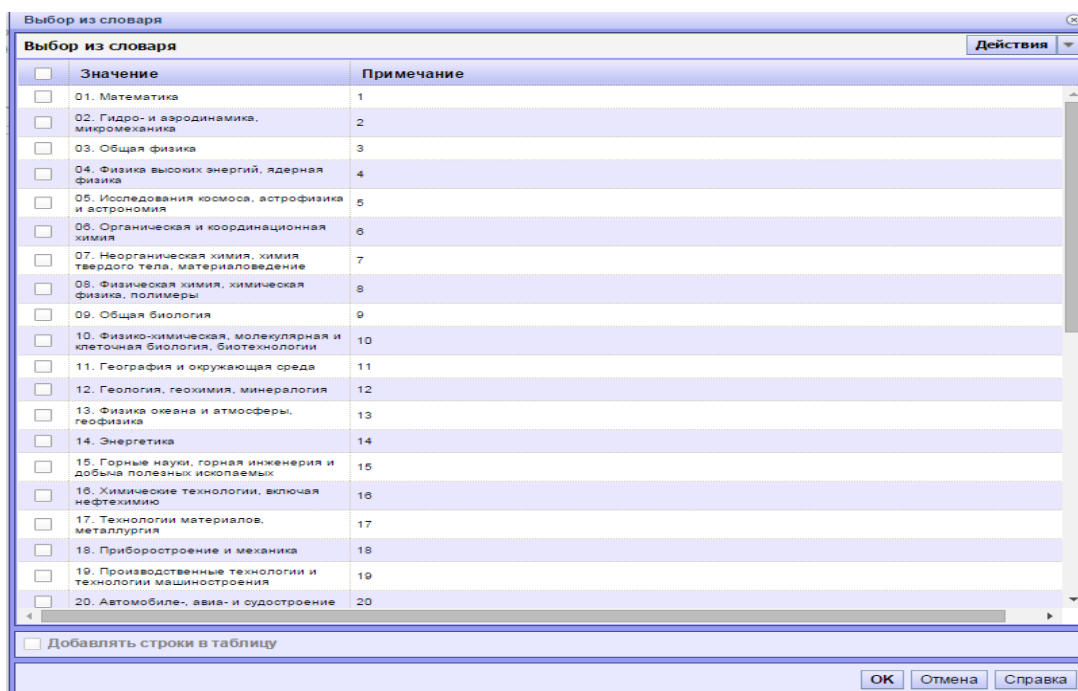 Выбор из словаря
Выбор из словаря
Действия
Значение Примечание
01. Математика 1
02. Гидро- и аэродинамика,
микромеханика 2
03. Общая физика 3
04. Физика высоких энергий, ядерная
физика 4
05. Исследования космоса, астрофизика
и астрономия 5
06. Органическая и координационная
химия 6
07. Неорганическая химия, химия
твердого тела, материаловедение 7
08. Физическая химия, химическая
физика, полимеры 8
09. Общая биология 9
10. Физико-химическая, молекулярная и
клеточная биология, биотехнологии 10
11. География и окружающая среда 11
12. Геология, геохимия, минералогия 12
13. Физика океана и атмосферы,
геофизика 13
14. Энергетика 14
15. Горные науки, горная инженерия и
добыча полезных ископаемых 15
16. Химические технологии, включая
нефтехимию 16
17. Технологии материалов,
металлургия 17
18. Приборостроение и механика 18
19. Производственные технологии и
технологии машиностроения 19
20. Автомобиле-, авиа- и судостроение 20
Добавлять строки в таблицу
OK Отмена Справка